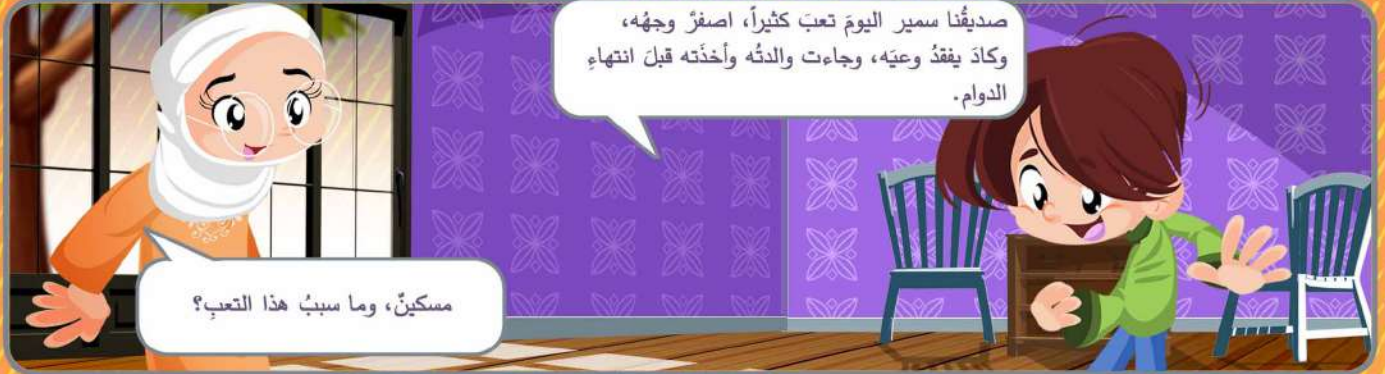 صديقُنا سمير اليومَ تعبَ كثيراً، اصفرَّ وجهُه،
وكادَ يفقدُ وعيَه، وجاءت والدتُه وأخذَته قبلَ انتهاءِ
الدوام.
مسكينٌ، وما سببُ هذا التعبِ؟